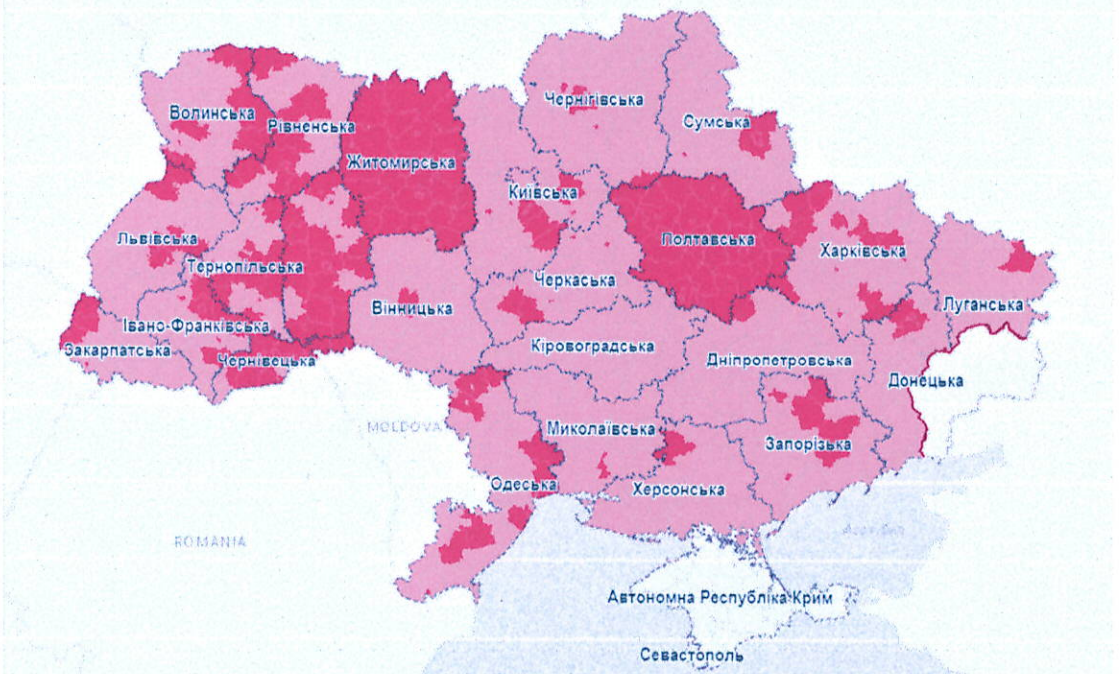 Чернігівська
Волинська
Рівненська
Сумська
Житомирська
Київська
Львівська
Тернопільська
Полтавська
Харківська
Черкаська
Вінницька
Луганська
Івано-Франківська
Закарпатська
Чернівецька
Кіровоградська
Дніпропетровська
Донецька
MOLDOVA
Миколаївська
Запорізька
Одеська
Херсонська
ROMANIA
Автономна Республіка Крим
Севастополь